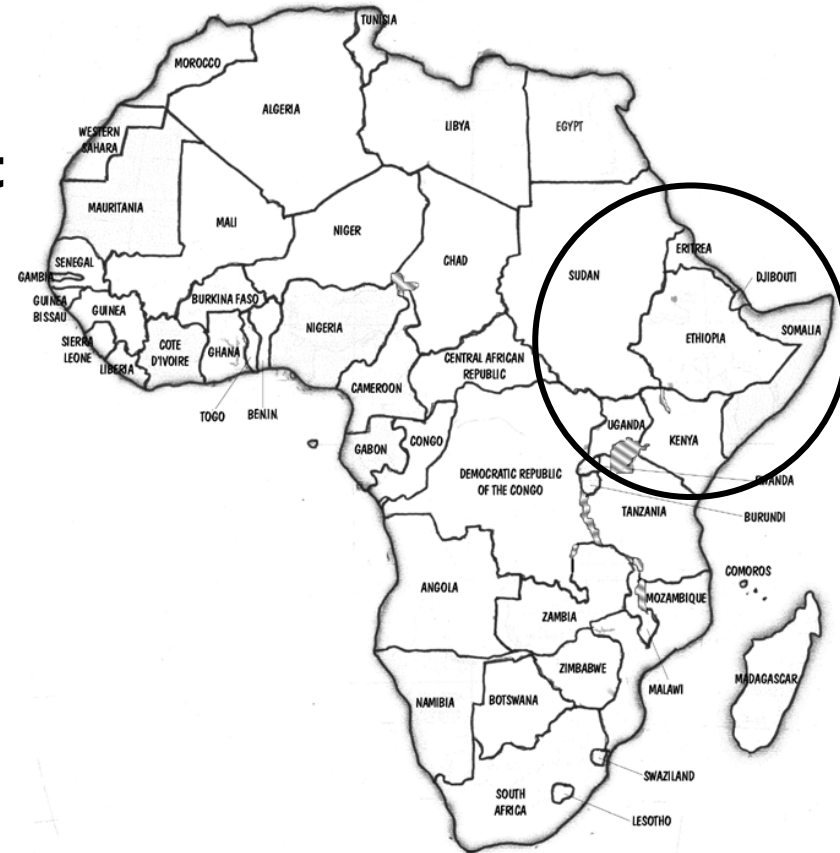 t
TUNISIA
MOROCCO
ALGERIA
LIBYA
EGYPT
WESTERN
SAHARA
MAURITANIA
MALI
NIGER
CHAD
SUDAN
ERITREA
DJIBOUTI
SENEGAL
GAMBIA
GUINEA
BISSAU
GUINEA
BURKINA FASO
NIGERIA
ETHIOPIA
SOMALIA
SIERRA
LEONE
LIBERIA
COTE
D'IVOIRE
GHANA
TOGO
BENIN
CENTRAL AFRICAN
REPUBLIC
CAMEROON
GABON
CONGO
UGANDA
KENYA
DEMOCRATIC REPUBLIC
OF THE CONGO
RWANDA
BURUNDI
TANZANIA
COMOROS
ANGOLA
ZAMBIA
MOZAMBIQUE
MALAWI
ZIMBABWE
MADAGASCAR
NAMIBIA
BOTSWANA
SWAZILAND
SOUTH
AFRICA
LESOTHO